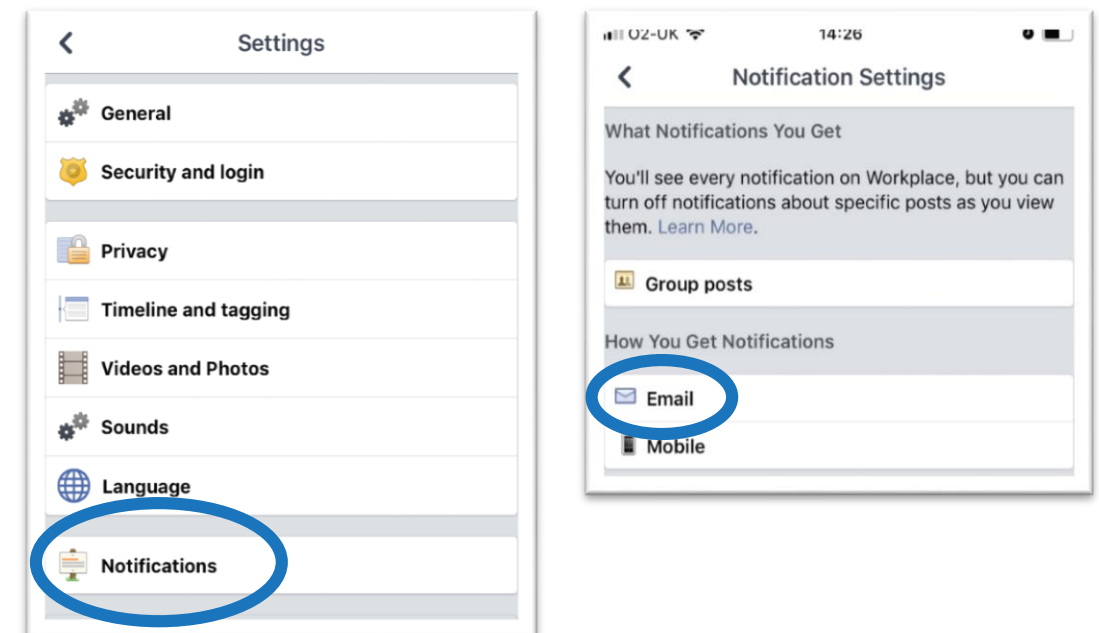 Settings
General
Security and login
Privacy
Timeline and tagging
Videos and Photos
Sounds
Language
Notifications
O2-UK 14:26
Notification Settings
What Notifications You Get
You'll see every notification on Workplace, but you can
turn off notifications about specific posts as you view
them. Learn More.
Group posts
How You Get Notifications
Email
Mobile